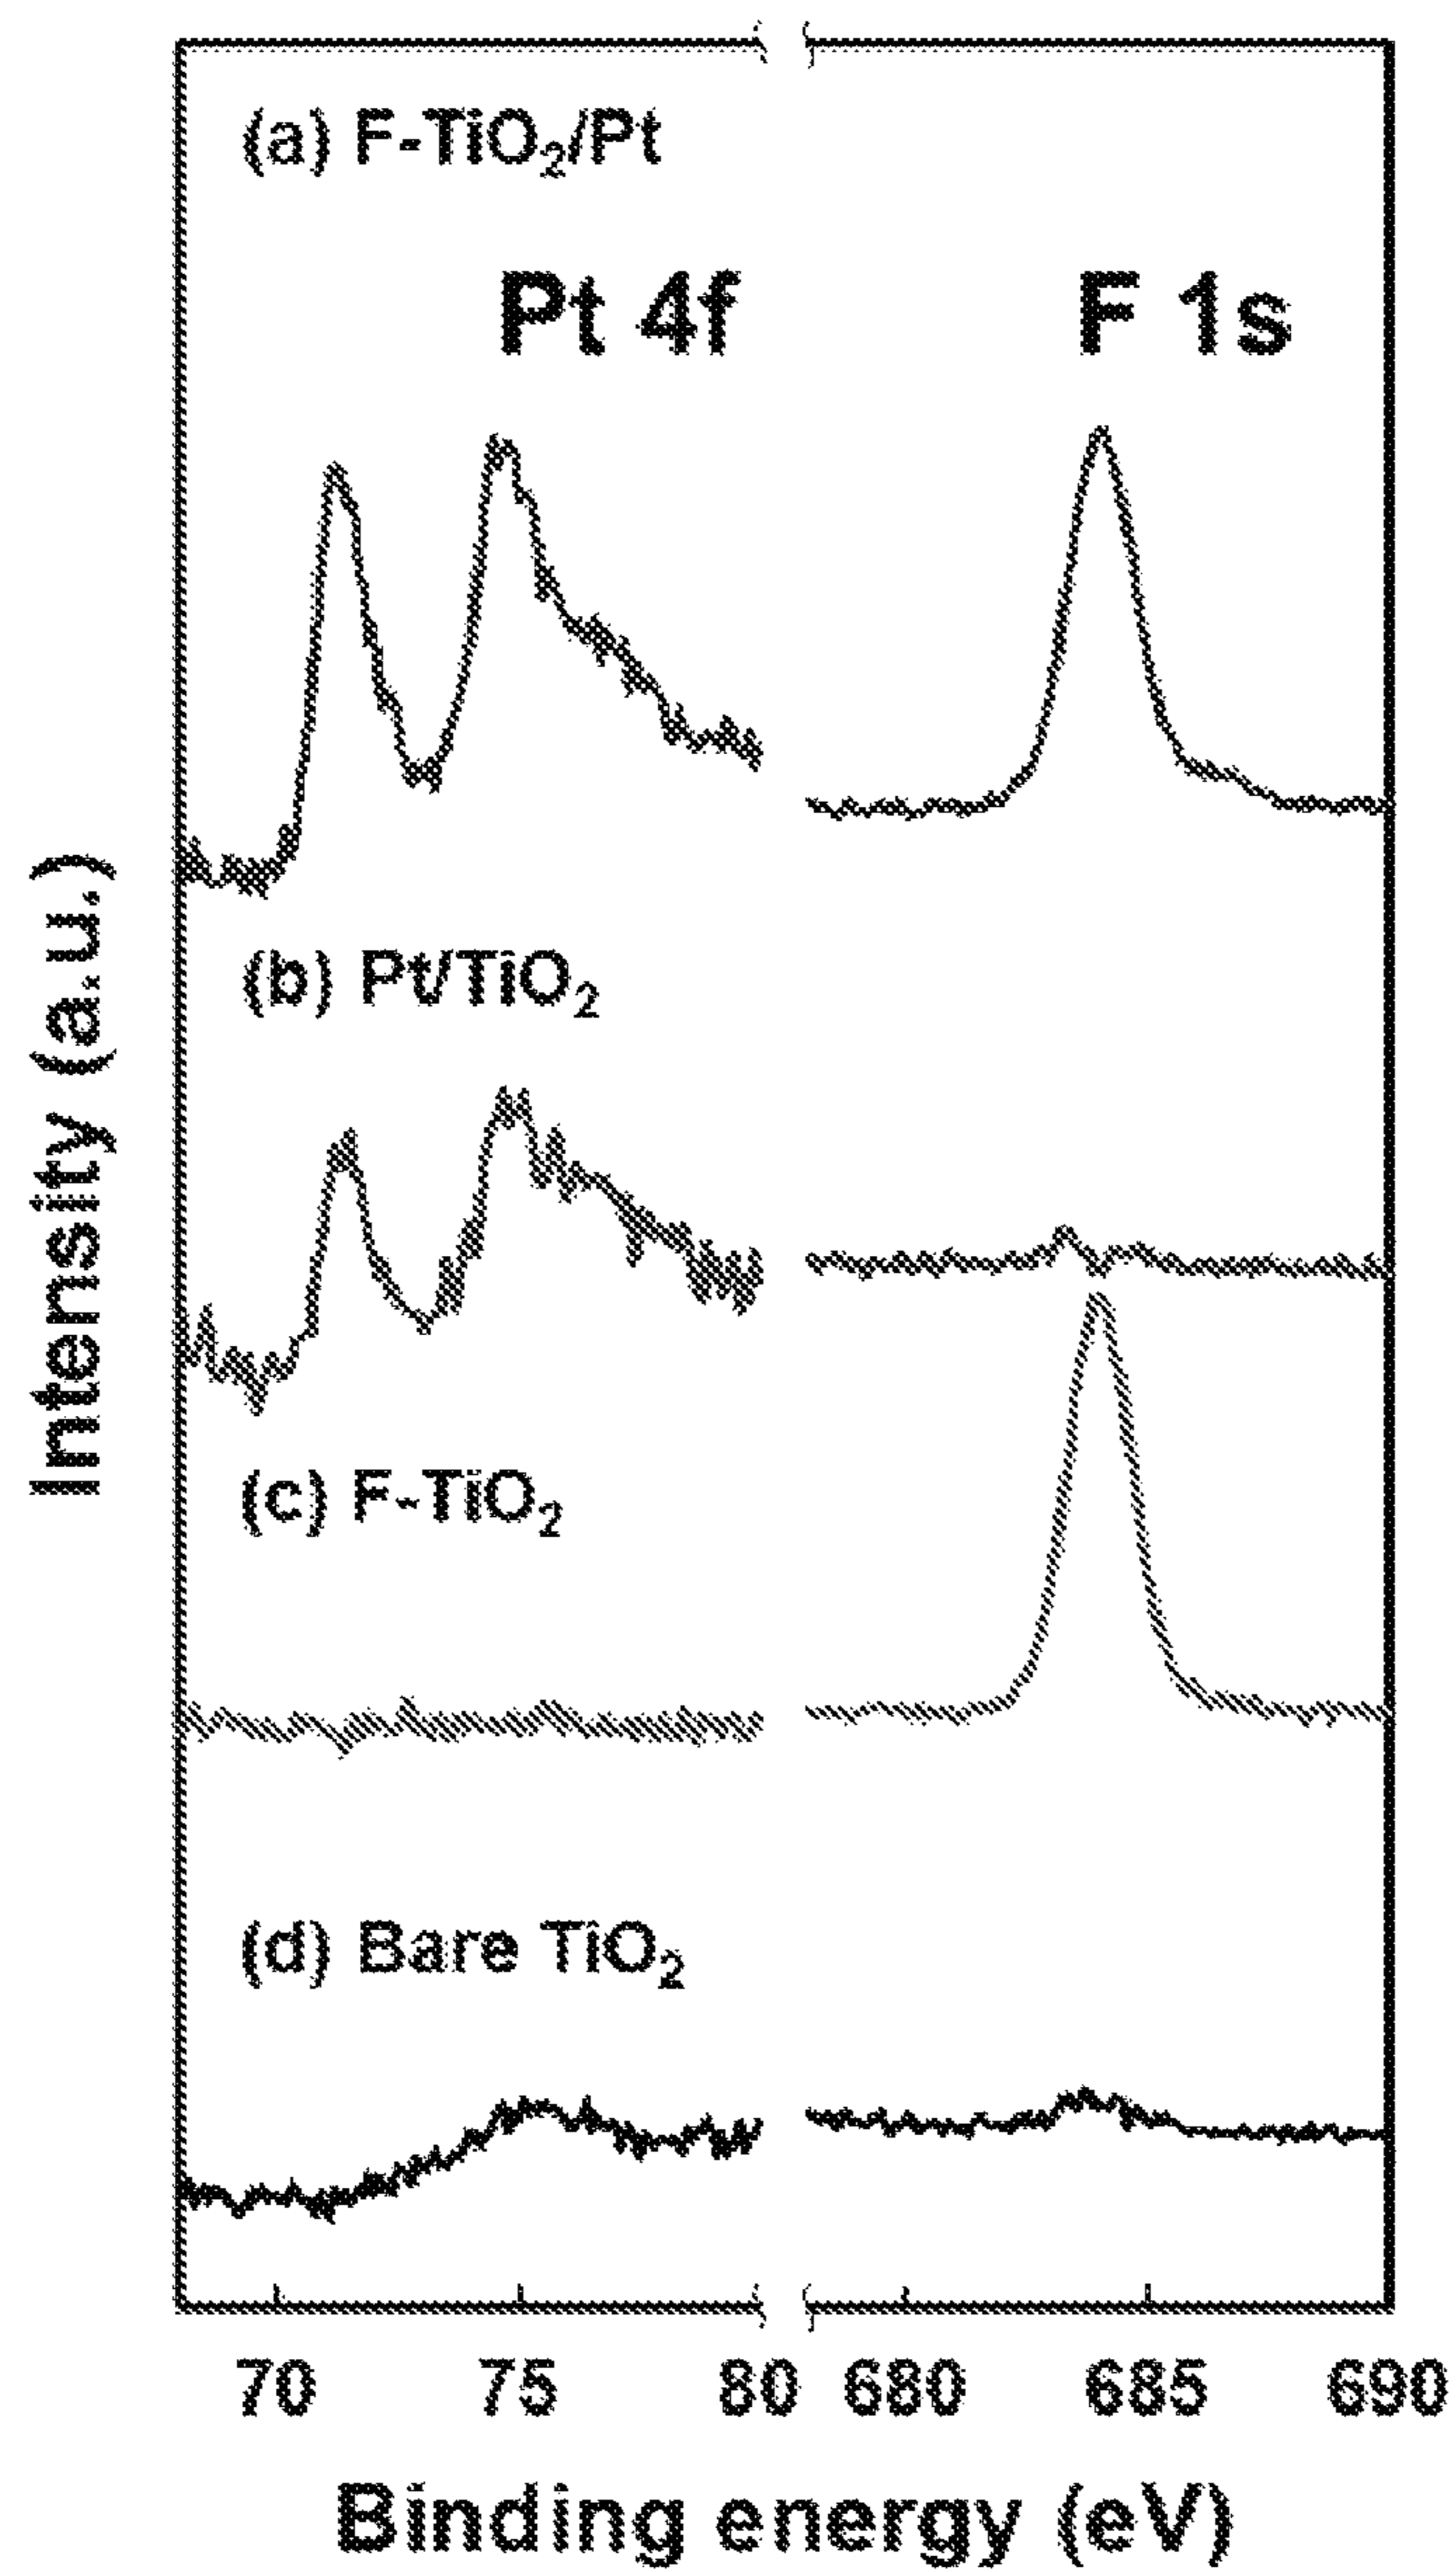 (a) F-TiO₂/Pt
Pt 4f
F 1s
(b) Pt/TiO₂
(c) F-TiO₂
(d) Bare TiO₂
Intensity (a.u.)
70 75 80 680 685 690
Binding energy (eV)